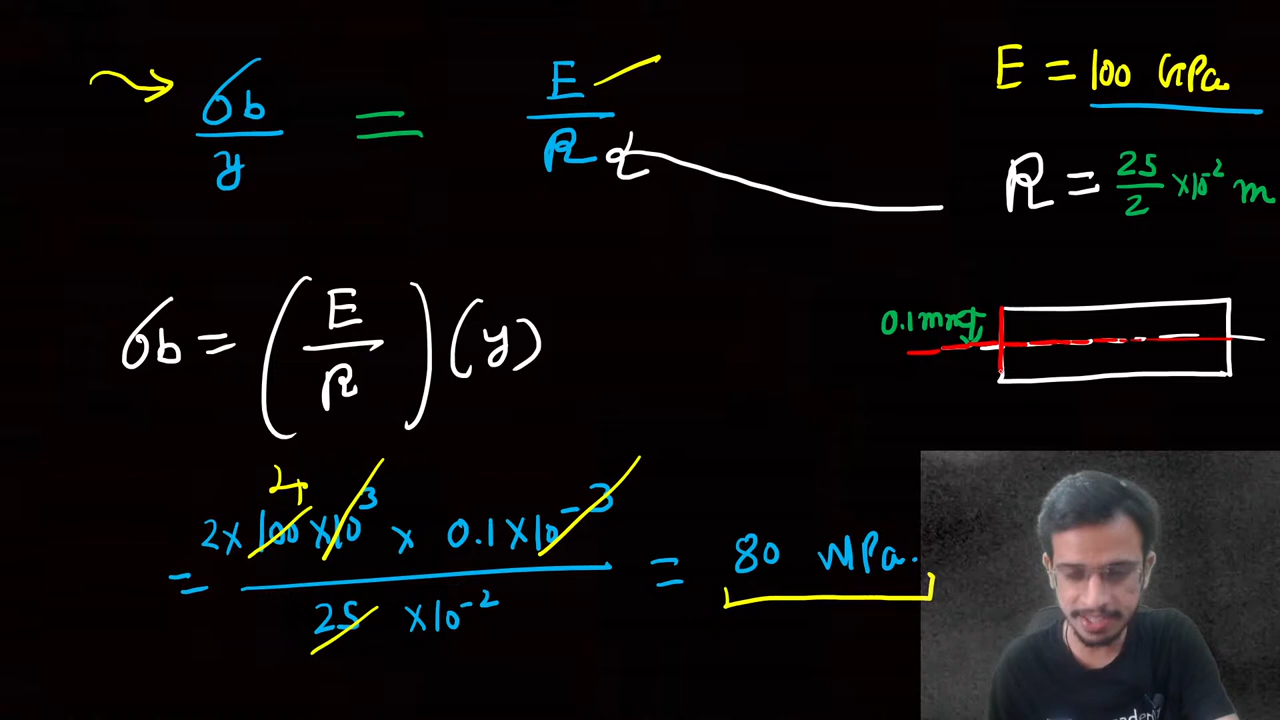 σb/y = E/R
E = 100 GPa
R = 25/2 ×10⁻² m
σb = (E/R) (y)
0.1 mm
= 2 × 100 × 10³ × 0.1 × 10⁻³ / 25 × 10⁻² = 80 MPa.
4